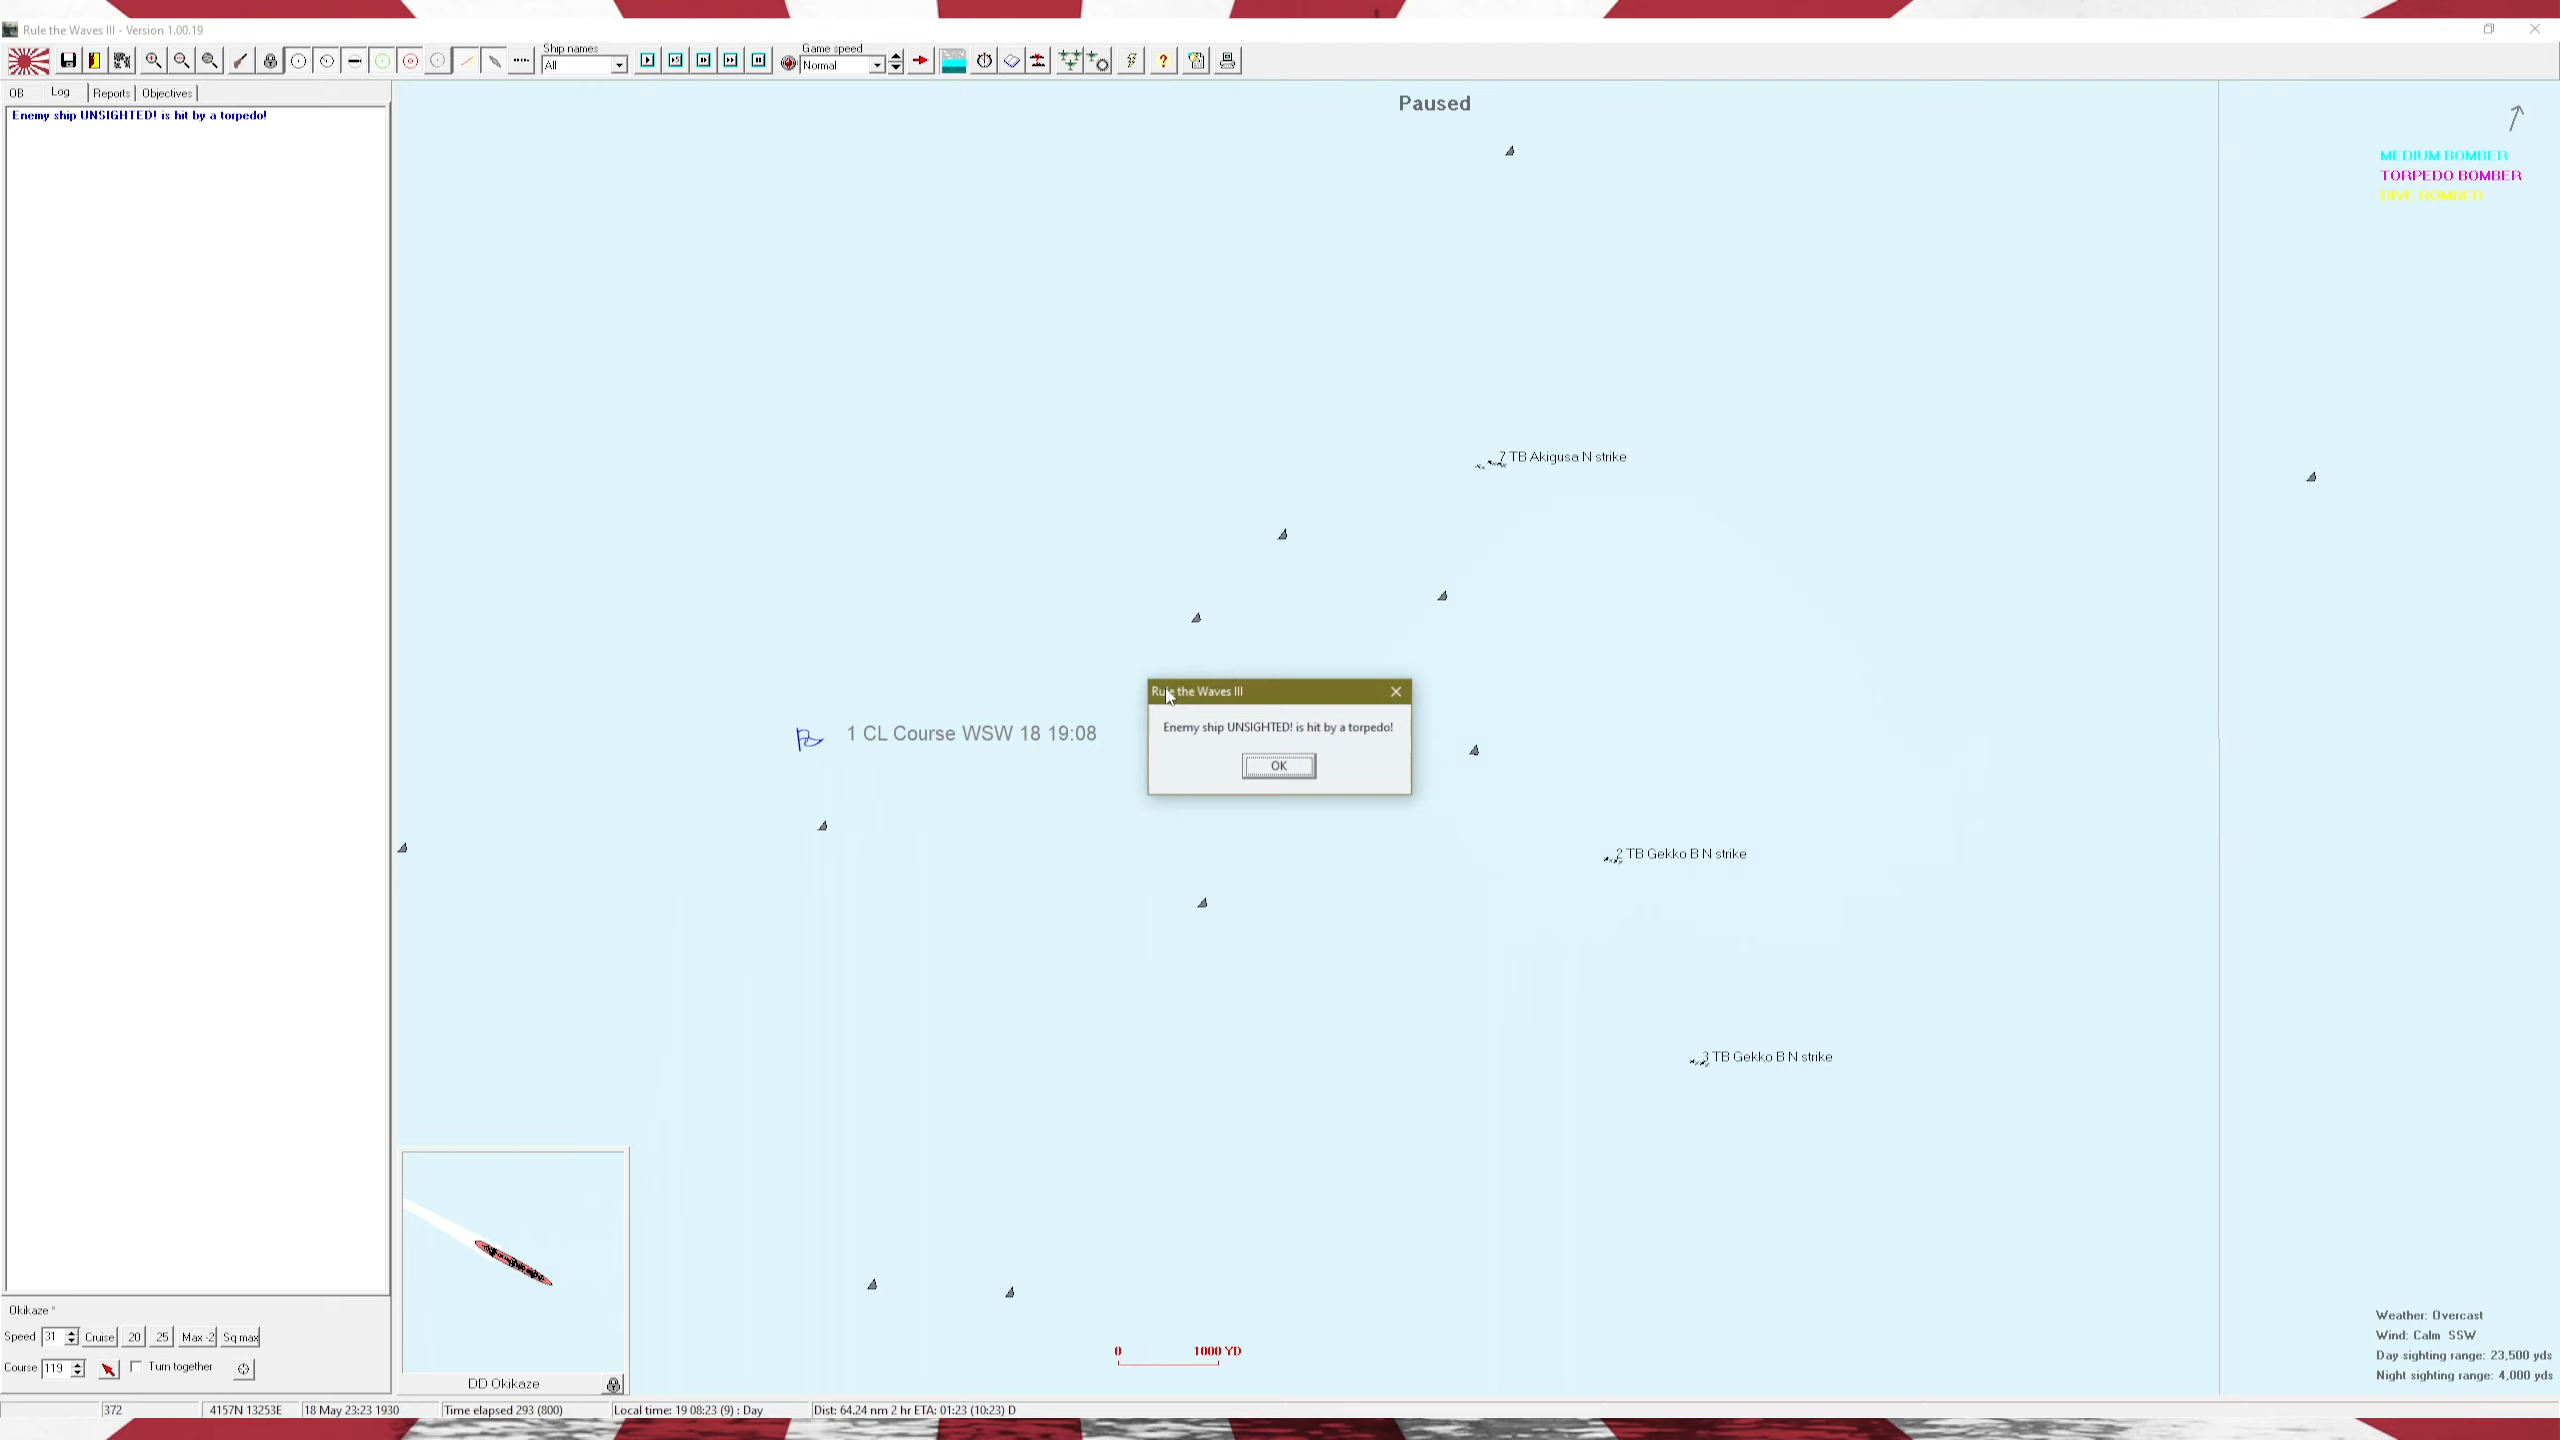 Rule the Waves III - Version 1.00.19
Ship names
All
Game speed
Normal
OB
Log
Reports
Objectives
Enemy ship UNSIGHTED! is hit by a torpedo!
Paused
MEDIUM BOMBER
TORPEDO BOMBER
DIVE BOMBER
7 TB Akigusa N strike
Rule the Waves III
Enemy ship UNSIGHTED! is hit by a torpedo!
OK
1 CL Course WSW 18 19:08
2 TB Gekko B N strike
3 TB Gekko B N strike
0 1000 YD
Weather: Overcast
Wind: Calm SSW
Day sighting range: 23,500 yds
Night sighting range: 4,000 yds
Okikaze *
Speed 31 Cruise 20 25 Max -2 Sq max
Course 119 Turn together
DD Okikaze
372 4157N 13253E 18 May 23:23 1930 Time elapsed 293 (800) Local time: 19 08:23 (9) : Day Dist: 64.24 nm 2 hr ETA: 01:23 (10:23) D